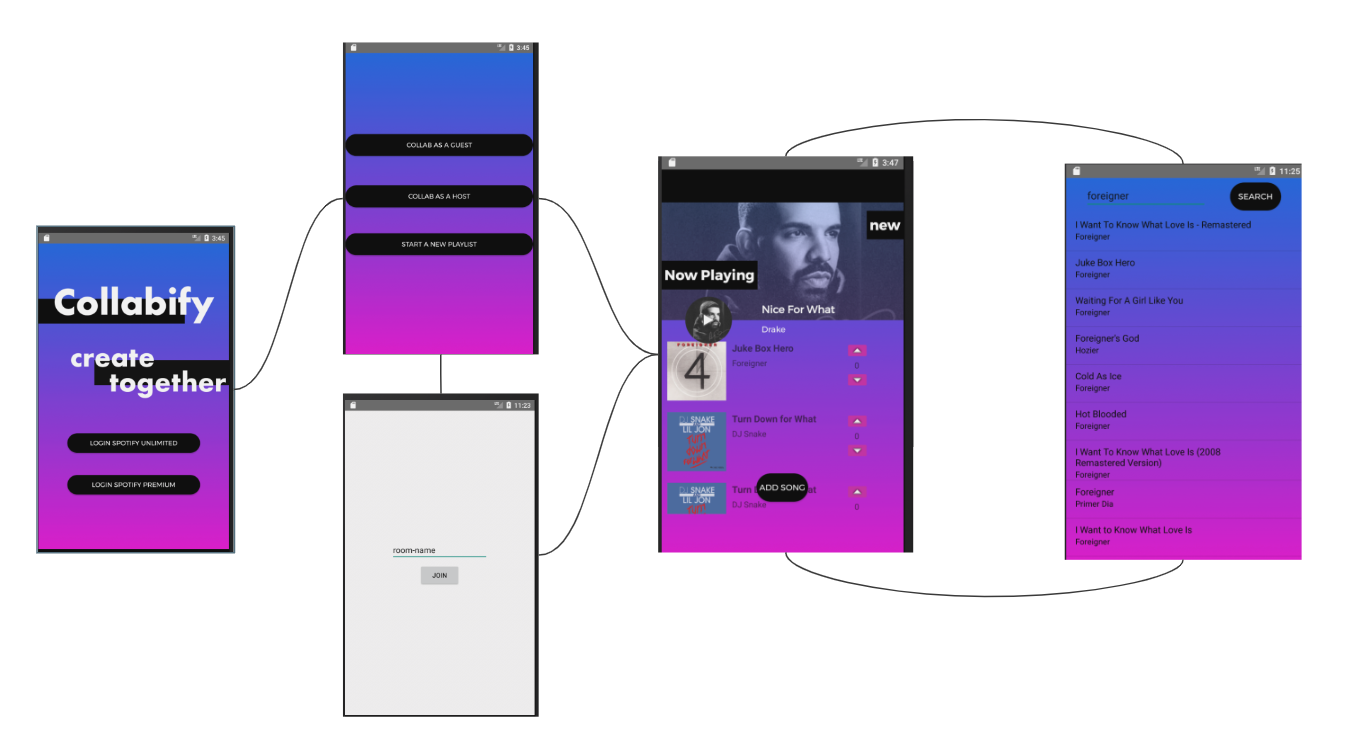 3:45
Collabify
create
together
LOGIN SPOTIFY UNLIMITED
LOGIN SPOTIFY PREMIUM
3:45
COLLAB AS A GUEST
COLLAB AS A HOST
START A NEW PLAYLIST
11:23
room-name
JOIN
3:47
new
Now Playing
Nice For What
Drake
FOREIGNER
4
Juke Box Hero
Foreigner
0
DJ SNAKE
LIL JON
TURN
DOWN
Turn Down for What
DJ Snake
0
DJ SNAKE
LIL JON
TURN
Turn
at
ADD SONG
DJ Snake
0
11:25
foreigner
SEARCH
I Want To Know What Love Is - Remastered
Foreigner
Juke Box Hero
Foreigner
Waiting For A Girl Like You
Foreigner
Foreigner's God
Hozier
Cold As Ice
Foreigner
Hot Blooded
Foreigner
I Want To Know What Love Is (2008
Remastered Version)
Foreigner
Foreigner
Primer Dia
I Want to Know What Love Is
Foreigner